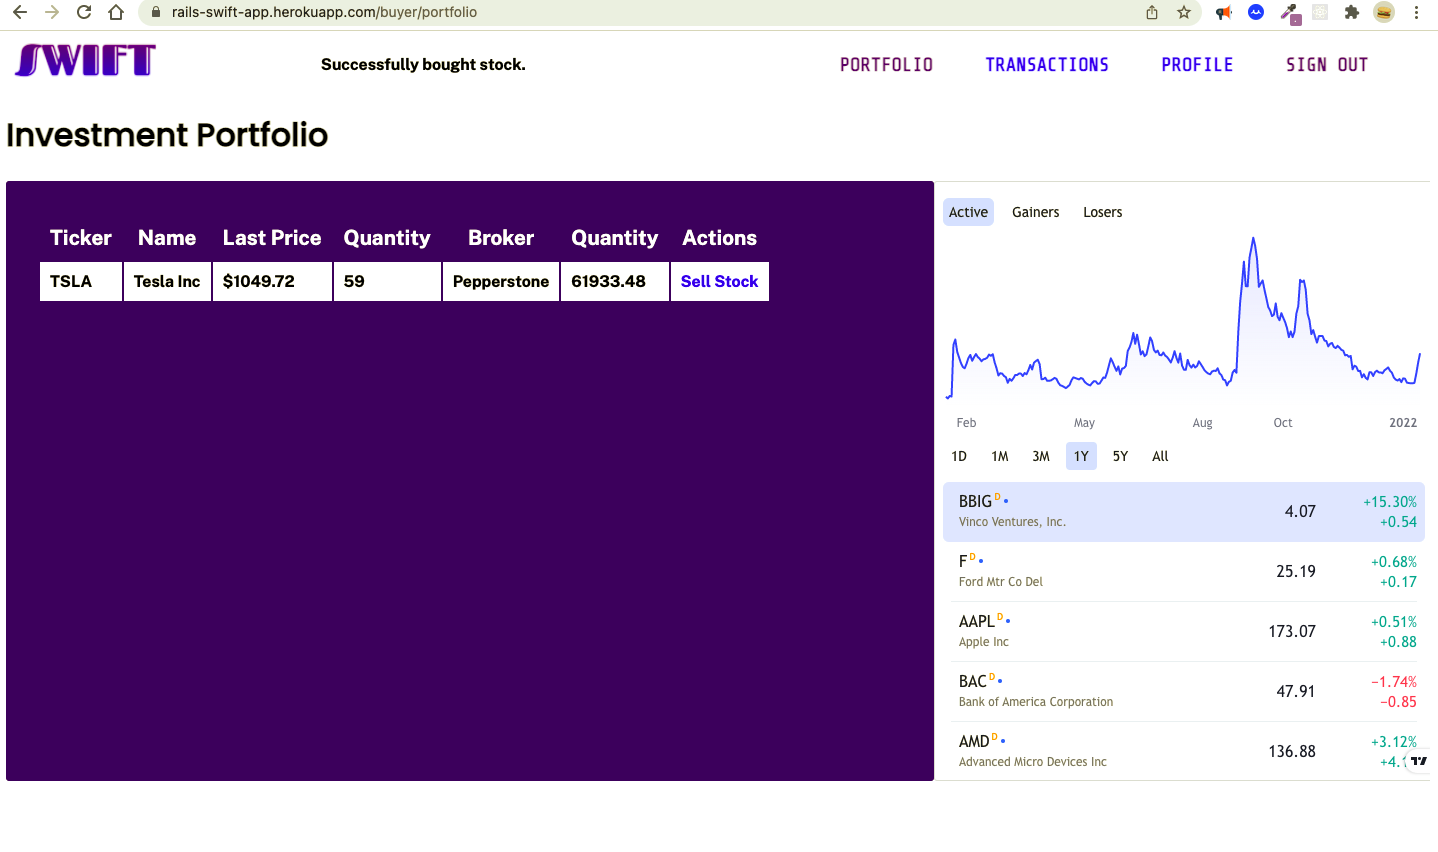 rails-swift-app.herokuapp.com/buyer/portfolio
SWIFT
Successfully bought stock.
PORTFOLIO TRANSACTIONS PROFILE SIGN OUT
Investment Portfolio
Ticker Name Last Price Quantity Broker Quantity Actions
TSLA Tesla Inc $1049.72 59 Pepperstone 61933.48 Sell Stock
Active Gainers Losers
Feb May Aug Oct 2022
1D 1M 3M 1Y 5Y All
BBIG D 4.07 +15.30%
Vinco Ventures, Inc. +0.54
F D 25.19 +0.68%
Ford Mtr Co Del +0.17
AAPL D 173.07 +0.51%
Apple Inc +0.88
BAC D 47.91 −1.74%
Bank of America Corporation −0.85
AMD D 136.88 +3.12%
Advanced Micro Devices Inc